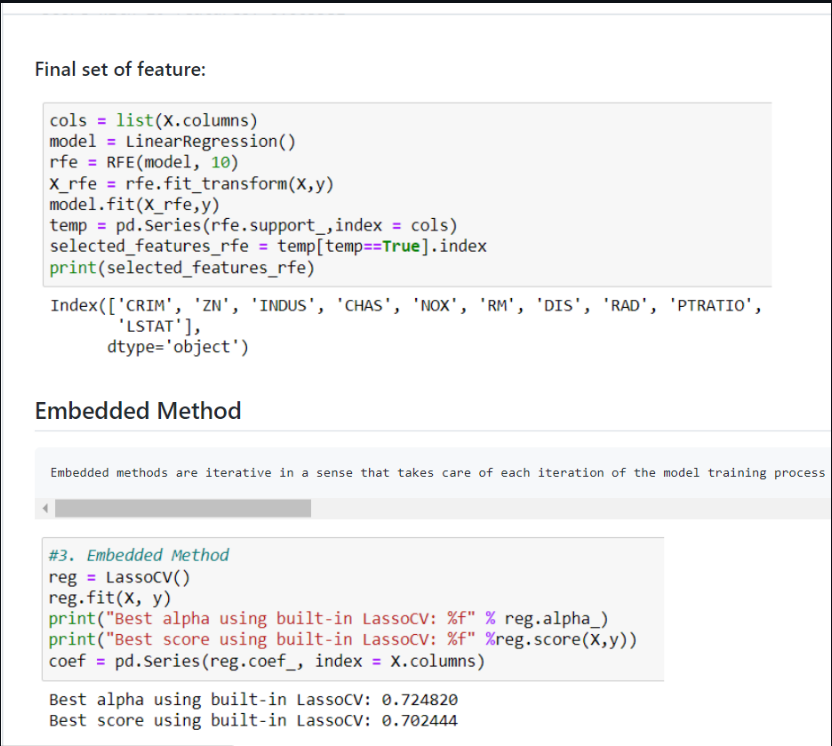 Final set of feature:
cols = list(X.columns)
model = LinearRegression()
rfe = RFE(model, 10)
X_rfe = rfe.fit_transform(X,y)
model.fit(X_rfe,y)
temp = pd.Series(rfe.support_,index = cols)
selected_features_rfe = temp[temp==True].index
print(selected_features_rfe)
Index(['CRIM', 'ZN', 'INDUS', 'CHAS', 'NOX', 'RM', 'DIS', 'RAD', 'PTRATIO',
'LSTAT'],
dtype='object')
Embedded Method
Embedded methods are iterative in a sense that takes care of each iteration of the model training process
#3. Embedded Method
reg = LassoCV()
reg.fit(X, y)
print("Best alpha using built-in LassoCV: %f" % reg.alpha_)
print("Best score using built-in LassoCV: %f" %reg.score(X,y))
coef = pd.Series(reg.coef_, index = X.columns)
Best alpha using built-in LassoCV: 0.724820
Best score using built-in LassoCV: 0.702444